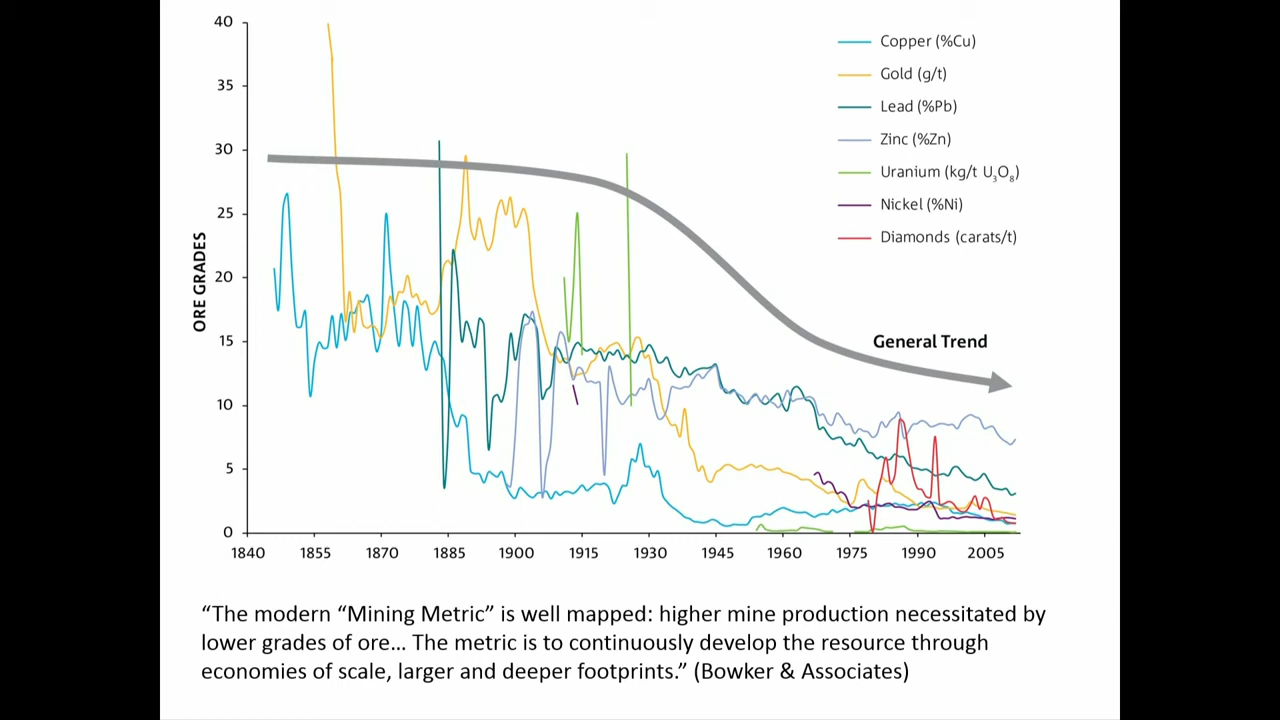 40
35
30
25
20
15
10
5
0
ORE GRADES
1840 1855 1870 1885 1900 1915 1930 1945 1960 1975 1990 2005
Copper (%Cu)
Gold (g/t)
Lead (%Pb)
Zinc (%Zn)
Uranium (kg/t U₃O₈)
Nickel (%Ni)
Diamonds (carats/t)
General Trend
“The modern “Mining Metric” is well mapped: higher mine production necessitated by
lower grades of ore... The metric is to continuously develop the resource through
economies of scale, larger and deeper footprints.” (Bowker & Associates)